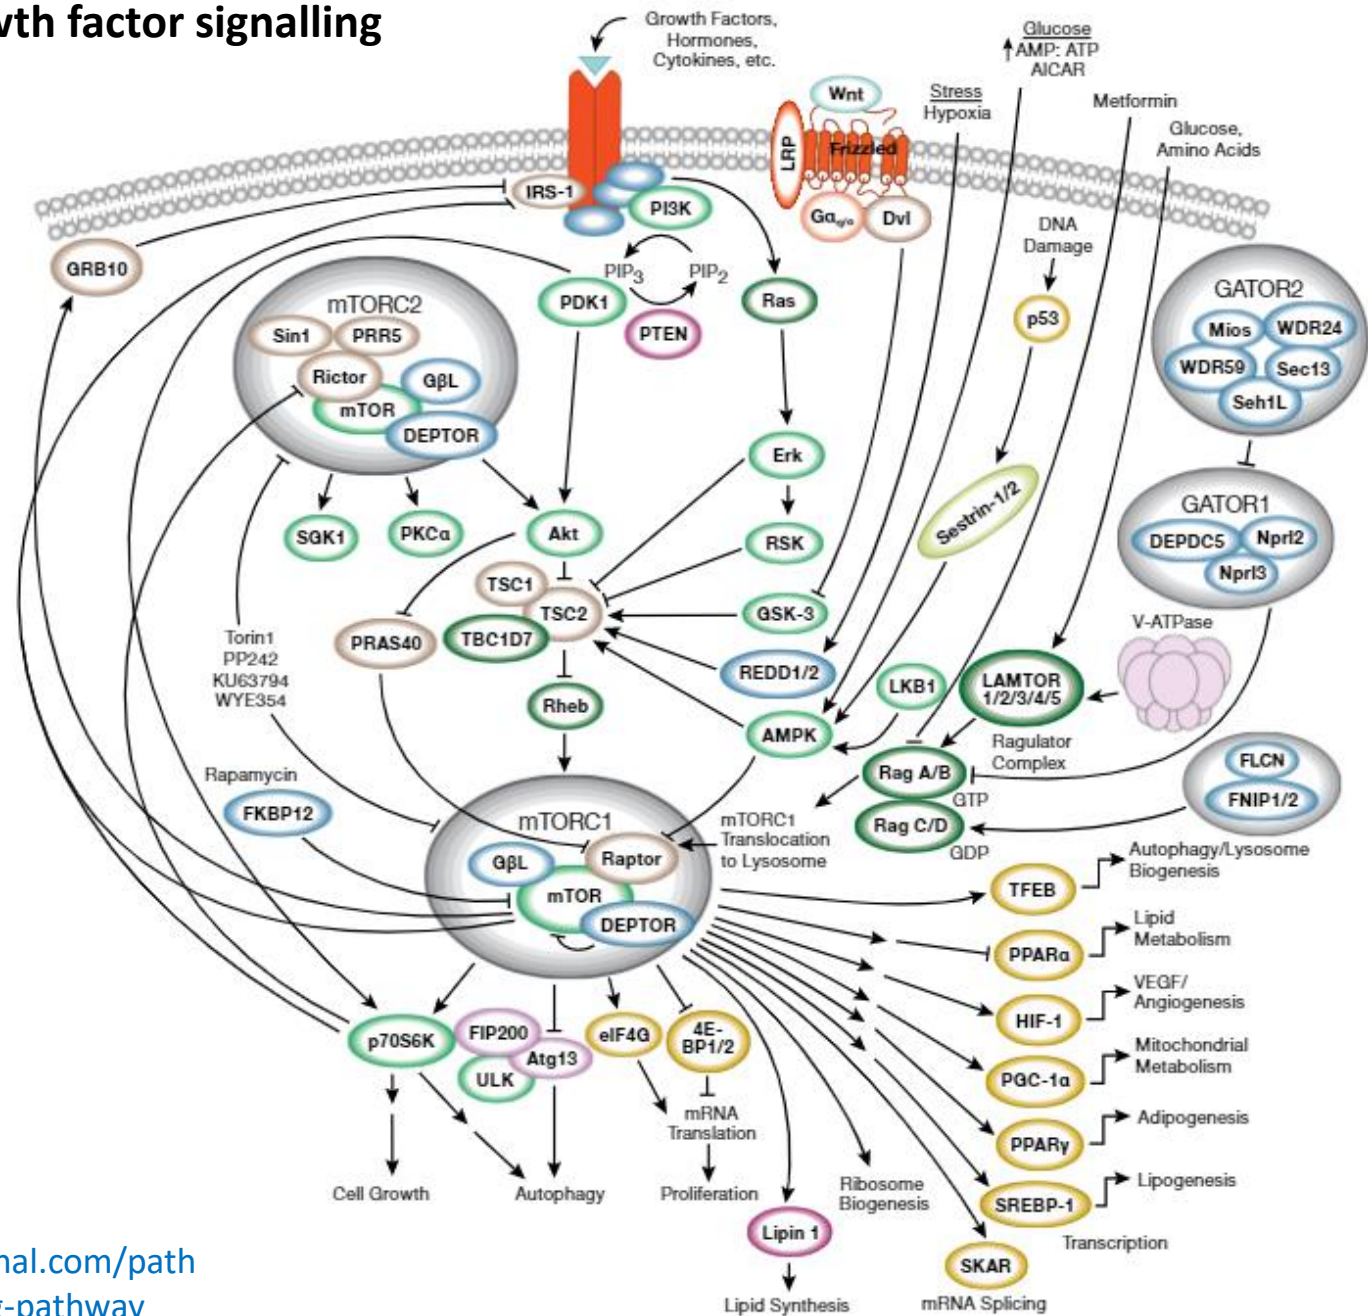 wth factor signalling
Growth Factors,
Hormones,
Cytokines, etc.
Glucose
AMP: ATP
AICAR
Stress
Hypoxia
Metformin
Glucose,
Amino Acids
Wnt
LRP
Frizzled
Dvl
IRS-1
PI3K
GRB10
PIP3
PIP2
PDK1
PTEN
Ras
DNA
Damage
p53
mTORC2
Sin1
PRR5
Rictor
GβL
mTOR
DEPTOR
GATOR2
Mios
WDR24
WDR59
Sec13
Seh1L
Erk
Sestrin-1/2
GATOR1
DEPDC5
Nprl2
Nprl3
SGK1
PKCα
Akt
RSK
TSC1
TSC2
TBC1D7
GSK-3
PRAS40
Torin1
PP242
KU63794
WYE354
V-ATPase
REDD1/2
LKB1
LAMTOR
1/2/3/4/5
Rheb
AMPK
Ragulator
Complex
Rag A/B
GTP
Rag C/D
GDP
FLCN
FNIP1/2
Rapamycin
FKBP12
mTORC1
GβL
Raptor
mTOR
DEPTOR
mTORC1
Translocation
to Lysosome
TFEB
Autophagy/Lysosome
Biogenesis
PPARα
Lipid
Metabolism
HIF-1
VEGF/
Angiogenesis
PGC-1α
Mitochondrial
Metabolism
PPARγ
Adipogenesis
SREBP-1
Lipogenesis
Transcription
p70S6K
FIP200
Atg13
ULK
eIF4G
4E-
BP1/2
mRNA
Translation
Cell Growth
Autophagy
Proliferation
Ribosome
Biogenesis
Lipin 1
Lipid Synthesis
SKAR
mRNA Splicing
nal.com/path
g-pathway